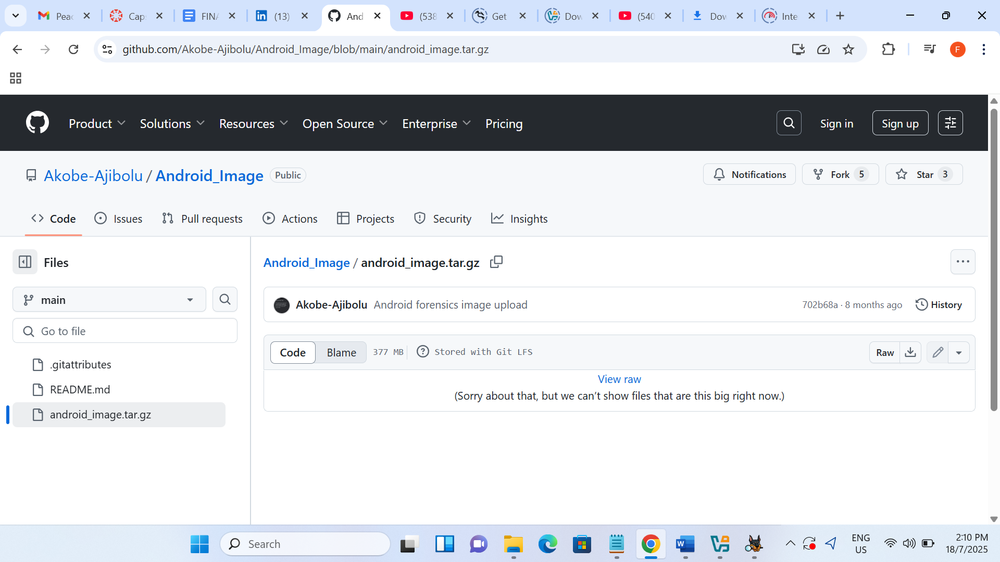 Peac
Cap
FINA
(13)
And
(538
Get
Dow
(540
Dow
Inte
github.com/Akobe-Ajibolu/Android_Image/blob/main/android_image.tar.gz
F
Product
Solutions
Resources
Open Source
Enterprise
Pricing
Sign in
Sign up
Akobe-Ajibolu / Android_Image Public
Notifications
Fork 5
Star 3
Code
Issues
Pull requests
Actions
Projects
Security
Insights
Files
main
Go to file
.gitattributes
README.md
android_image.tar.gz
Android_Image / android_image.tar.gz
Akobe-Ajibolu Android forensics image upload
702b68a · 8 months ago
History
Code
Blame
377 MB
Stored with Git LFS
Raw
View raw
(Sorry about that, but we can’t show files that are this big right now.)
Search
W
ENG
US
2:10 PM
18/7/2025